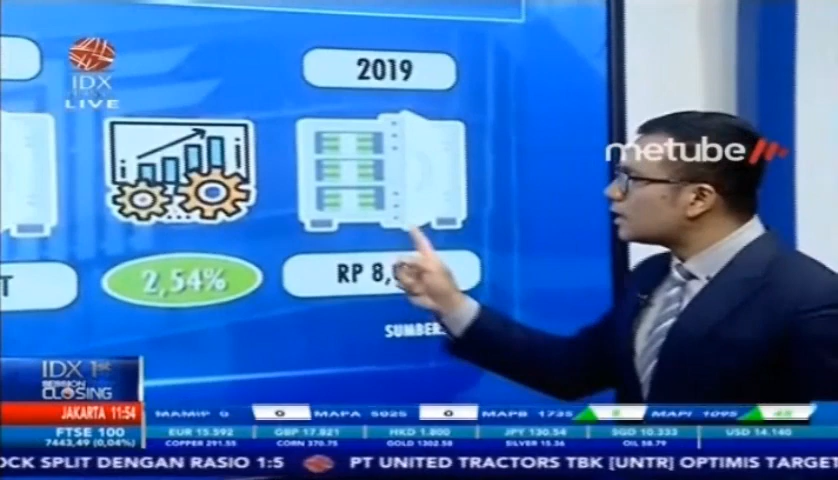 2019
IDX
LIVE
metube
T
2,54%
RP 8,
SUMBER
IDX 1st
SESSION
CLOSING
JAKARTA 11:54
MAMIP 0 0 MAPA 5025 0 MAPB 1735 MAPI 1095
FTSE 100
7443,49 (0,04%)
EUR 15.592 GBP 17.821 HKD 1.800 JPY 130.54 SGD 10.333 USD 14.140
COPPER 291.55 CORN 370.75 GOLD 1302.58 SILVER 15.36 OIL 58.79
OCK SPLIT DENGAN RASIO 1:5 PT UNITED TRACTORS TBK [UNTR] OPTIMIS TARGET